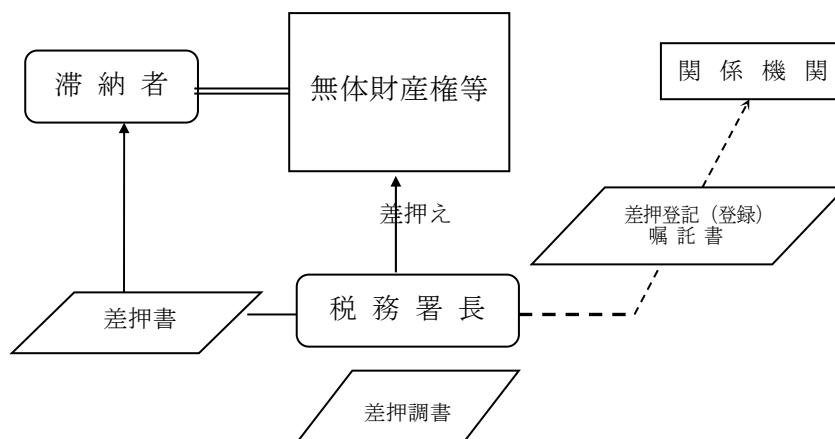 滞納者
無体財産権等
関係機関
差押え
差押登記（登録）
嘱託書
差押書
税務署長
差押調書